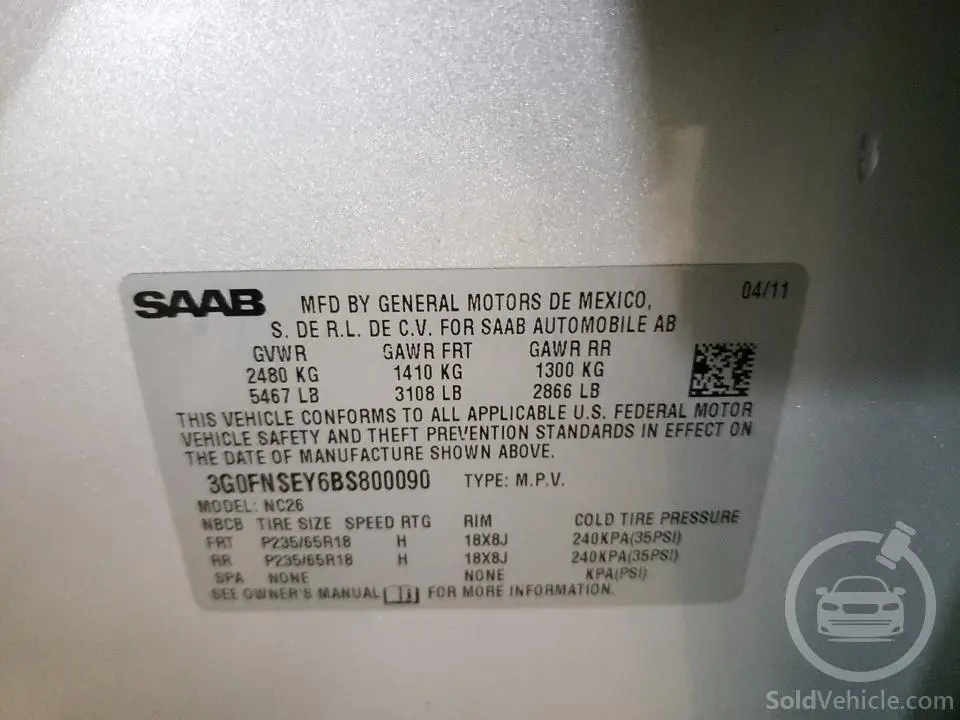 SAAB MFD BY GENERAL MOTORS DE MEXICO, 04/11
S. DE R.L. DE C.V. FOR SAAB AUTOMOBILE AB
GVWR GAWR FRT GAWR RR
2480 KG 1410 KG 1300 KG
5467 LB 3108 LB 2866 LB
THIS VEHICLE CONFORMS TO ALL APPLICABLE U.S. FEDERAL MOTOR
VEHICLE SAFETY AND THEFT PREVENTION STANDARDS IN EFFECT ON
THE DATE OF MANUFACTURE SHOWN ABOVE.
3G0FNSEY6BS800090 TYPE: M.P.V.
MODEL: NC26
NBCB TIRE SIZE SPEED RTG RIM COLD TIRE PRESSURE
FRT P235/65R18 H 18X8J 240KPA(35PSI)
RR P235/65R18 H 18X8J 240KPA(35PSI)
SPA NONE NONE KPA(PSI)
SEE OWNER'S MANUAL FOR MORE INFORMATION.
SoldVehicle.com